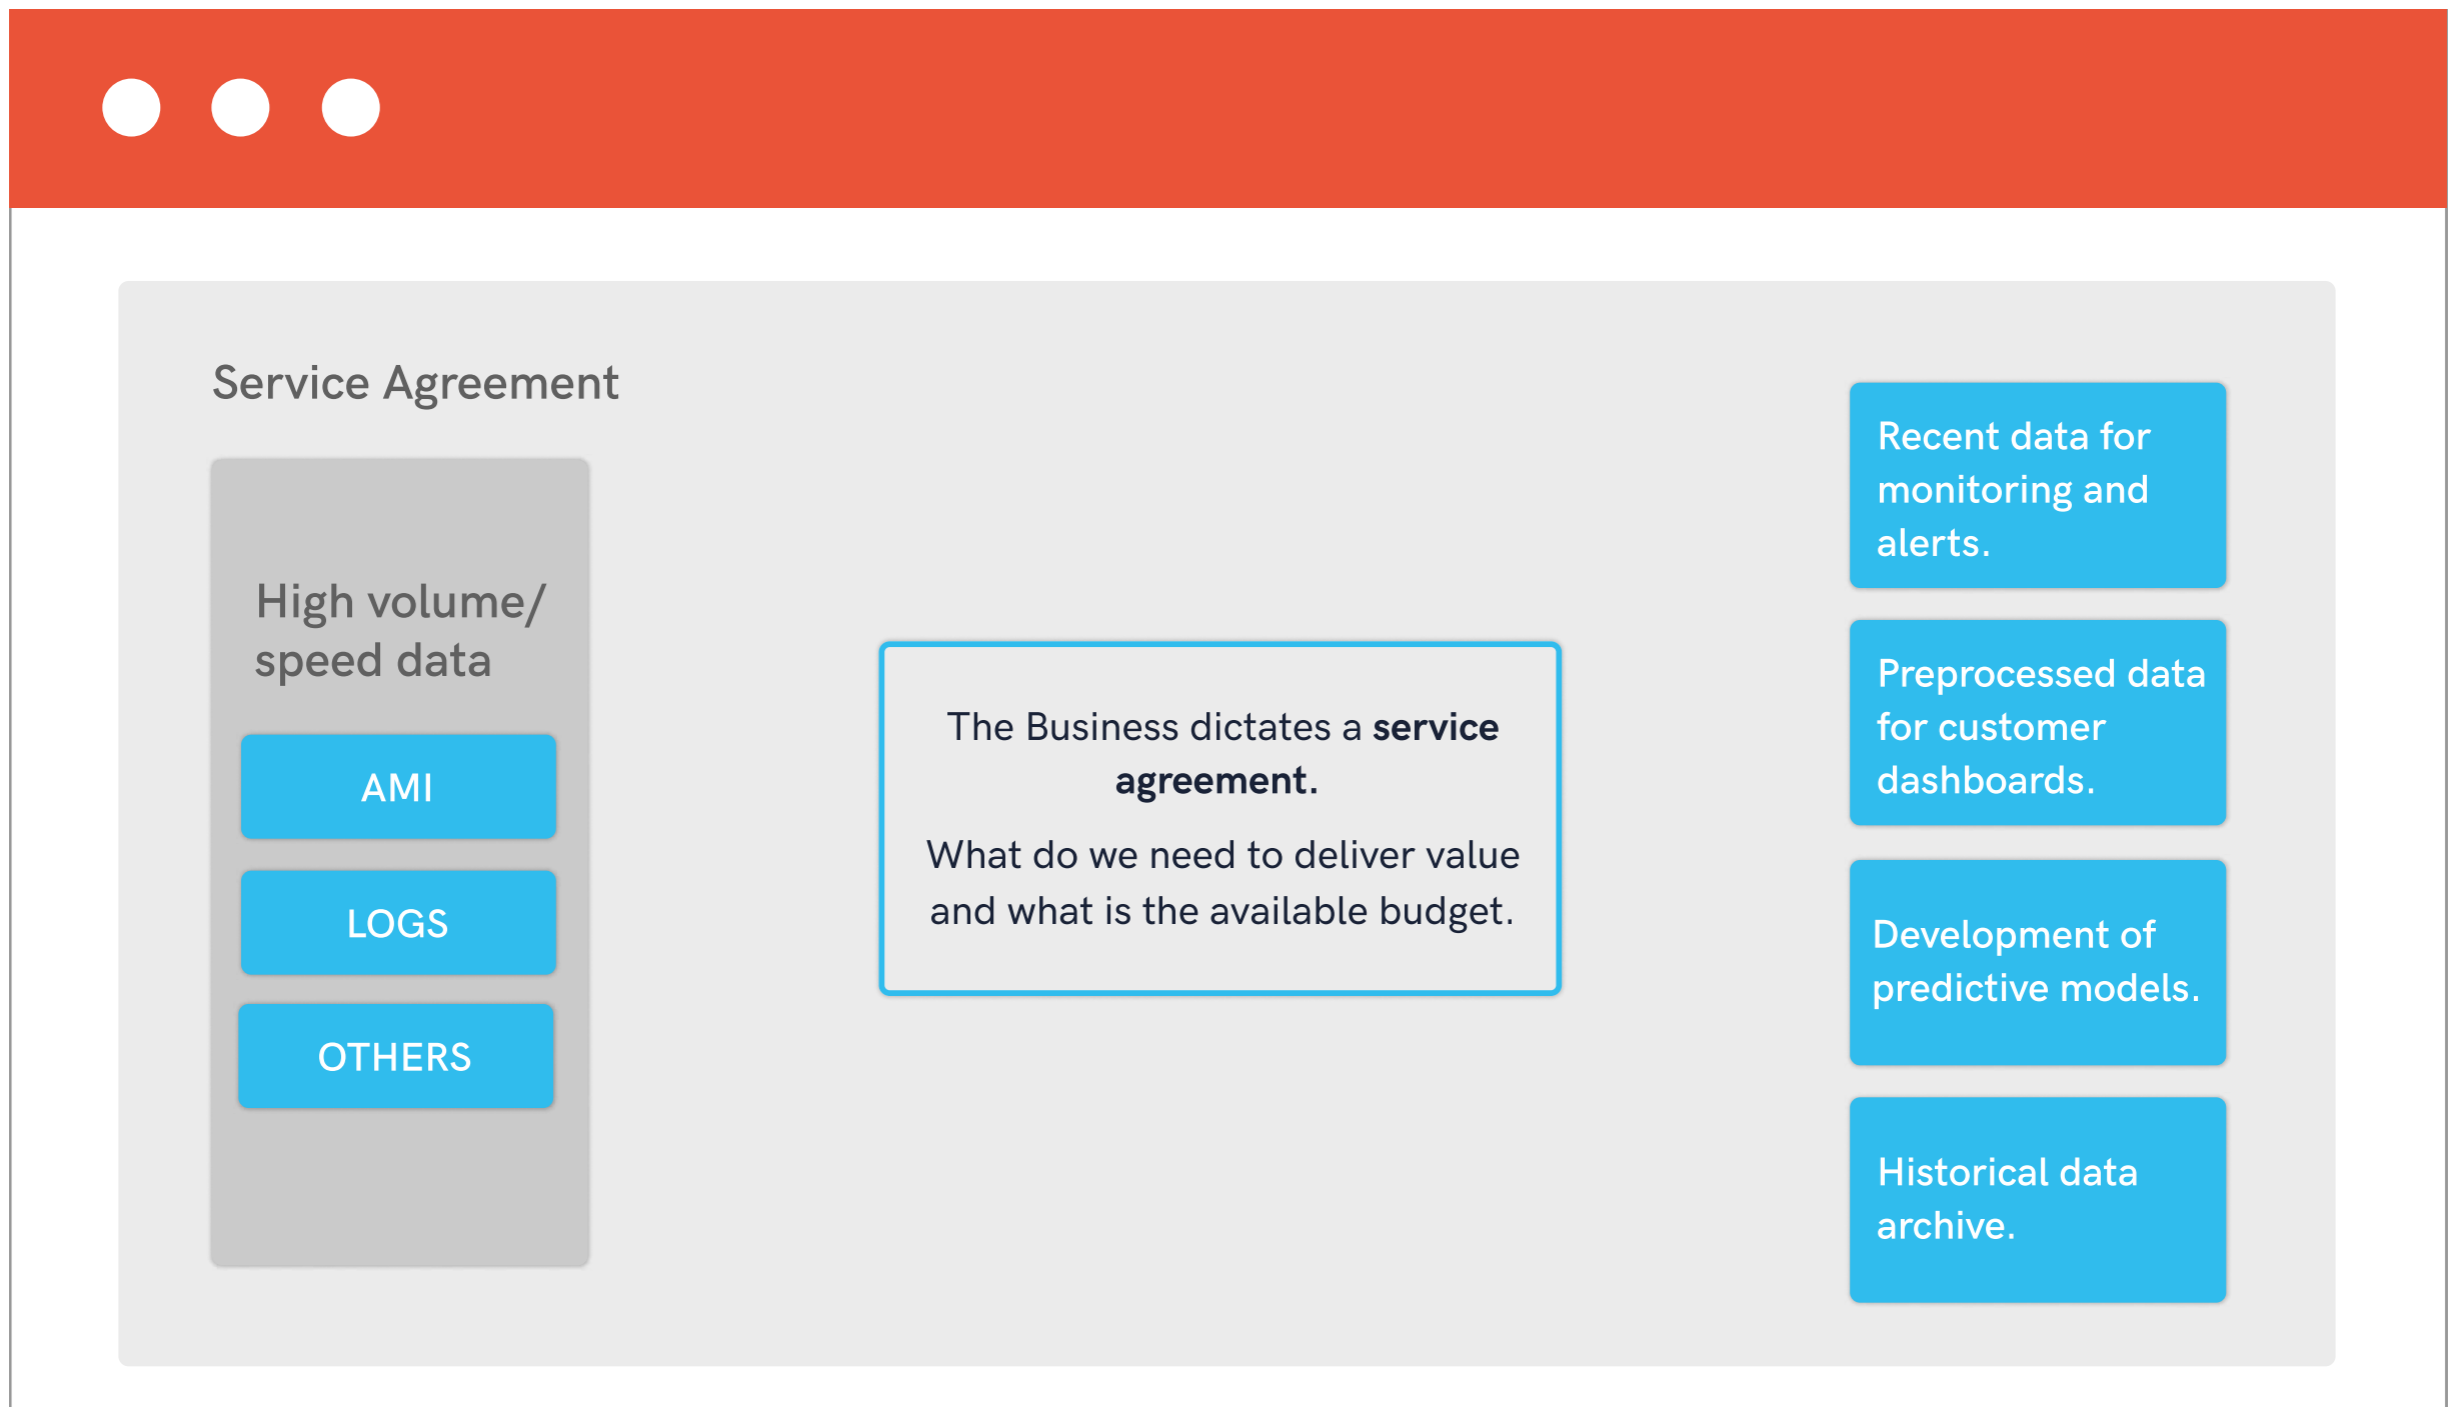 Service Agreement
High volume/
speed data
AMI
LOGS
OTHERS
The Business dictates a service
agreement.
What do we need to deliver value
and what is the available budget.
Recent data for
monitoring and
alerts.
Preprocessed data
for customer
dashboards.
Development of
predictive models.
Historical data
archive.